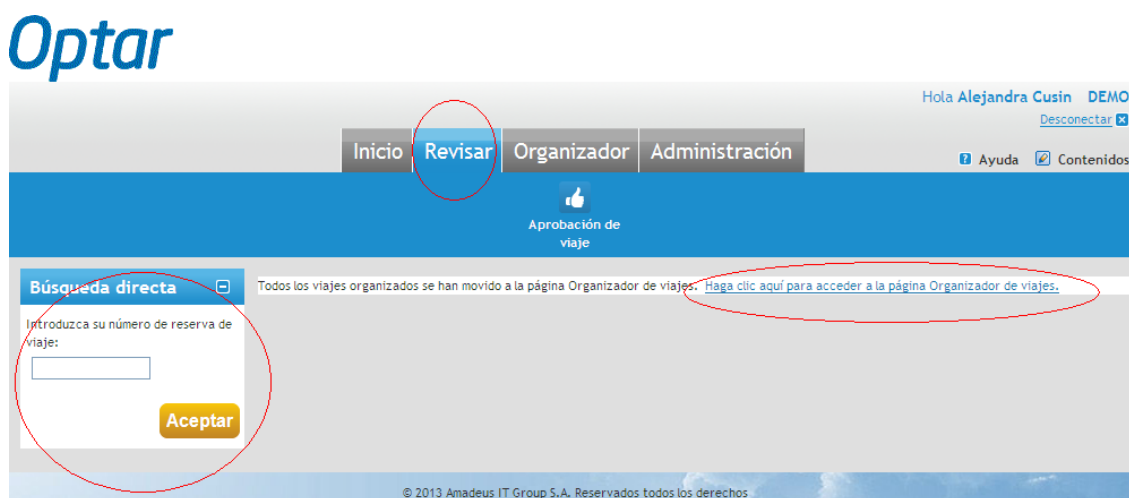 Optar
Hola Alejandra Cusin DEMO
Desconectar
Inicio Revisar Organizador Administración
Ayuda Contenidos
Aprobación de
viaje
Búsqueda directa
Todos los viajes organizados se han movido a la página Organizador de viajes. Haga clic aquí para acceder a la página Organizador de viajes.
Introduzca su número de reserva de
viaje:
Aceptar
© 2013 Amadeus IT Group S.A. Reservados todos los derechos